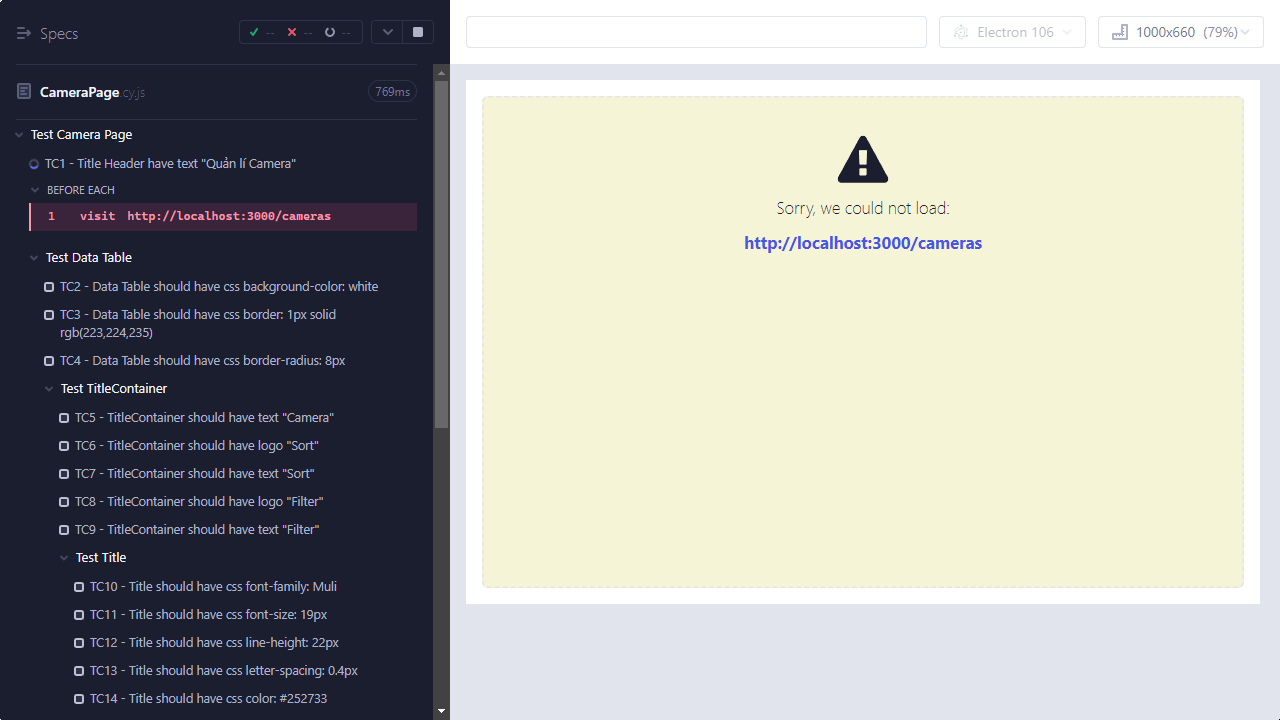 Specs
-- -- --
CameraPage.cy.js
769ms
Test Camera Page
TC1 - Title Header have text "Quản lí Camera"
BEFORE EACH
1 visit http://localhost:3000/cameras
Test Data Table
TC2 - Data Table should have css background-color: white
TC3 - Data Table should have css border: 1px solid
rgb(223,224,235)
TC4 - Data Table should have css border-radius: 8px
Test TitleContainer
TC5 - TitleContainer should have text "Camera"
TC6 - TitleContainer should have logo "Sort"
TC7 - TitleContainer should have text "Sort"
TC8 - TitleContainer should have logo "Filter"
TC9 - TitleContainer should have text "Filter"
Test Title
TC10 - Title should have css font-family: Muli
TC11 - Title should have css font-size: 19px
TC12 - Title should have css line-height: 22px
TC13 - Title should have css letter-spacing: 0.4px
TC14 - Title should have css color: #252733
Electron 106
1000x660 (79%)
Sorry, we could not load:
http://localhost:3000/cameras